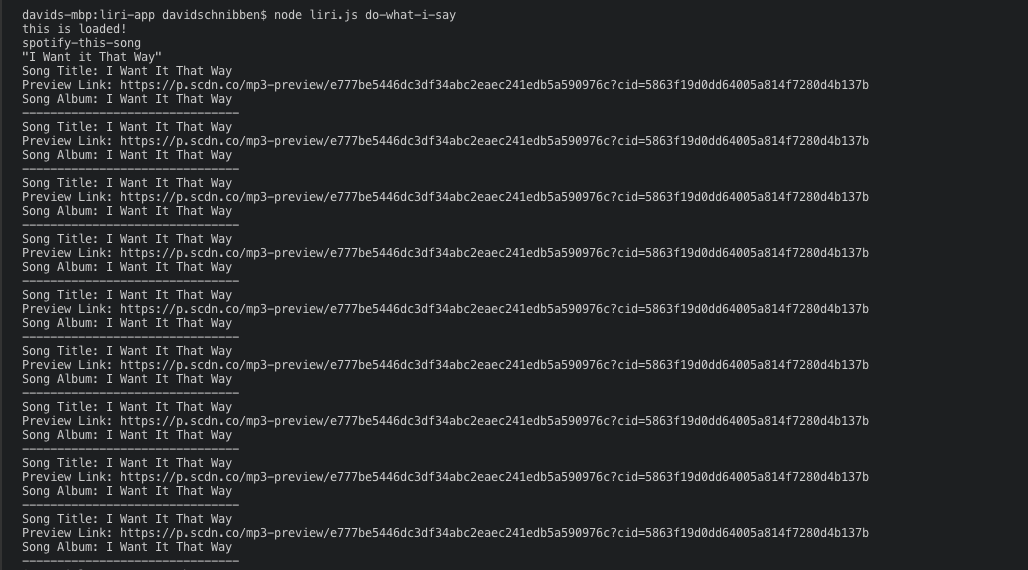 davids-mbp:liri-app davidschnibben$ node liri.js do-what-i-say
this is loaded!
spotify-this-song
"I Want it That Way"
Song Title: I Want It That Way
Preview Link: https://p.scdn.co/mp3-preview/e777be5446dc3df34abc2eaec241edb5a590976c?cid=5863f19d0dd64005a814f7280d4b137b
Song Album: I Want It That Way
-------------------------------
Song Title: I Want It That Way
Preview Link: https://p.scdn.co/mp3-preview/e777be5446dc3df34abc2eaec241edb5a590976c?cid=5863f19d0dd64005a814f7280d4b137b
Song Album: I Want It That Way
-------------------------------
Song Title: I Want It That Way
Preview Link: https://p.scdn.co/mp3-preview/e777be5446dc3df34abc2eaec241edb5a590976c?cid=5863f19d0dd64005a814f7280d4b137b
Song Album: I Want It That Way
-------------------------------
Song Title: I Want It That Way
Preview Link: https://p.scdn.co/mp3-preview/e777be5446dc3df34abc2eaec241edb5a590976c?cid=5863f19d0dd64005a814f7280d4b137b
Song Album: I Want It That Way
-------------------------------
Song Title: I Want It That Way
Preview Link: https://p.scdn.co/mp3-preview/e777be5446dc3df34abc2eaec241edb5a590976c?cid=5863f19d0dd64005a814f7280d4b137b
Song Album: I Want It That Way
-------------------------------
Song Title: I Want It That Way
Preview Link: https://p.scdn.co/mp3-preview/e777be5446dc3df34abc2eaec241edb5a590976c?cid=5863f19d0dd64005a814f7280d4b137b
Song Album: I Want It That Way
-------------------------------
Song Title: I Want It That Way
Preview Link: https://p.scdn.co/mp3-preview/e777be5446dc3df34abc2eaec241edb5a590976c?cid=5863f19d0dd64005a814f7280d4b137b
Song Album: I Want It That Way
-------------------------------
Song Title: I Want It That Way
Preview Link: https://p.scdn.co/mp3-preview/e777be5446dc3df34abc2eaec241edb5a590976c?cid=5863f19d0dd64005a814f7280d4b137b
Song Album: I Want It That Way
-------------------------------
Song Title: I Want It That Way
Preview Link: https://p.scdn.co/mp3-preview/e777be5446dc3df34abc2eaec241edb5a590976c?cid=5863f19d0dd64005a814f7280d4b137b
Song Album: I Want It That Way
-------------------------------